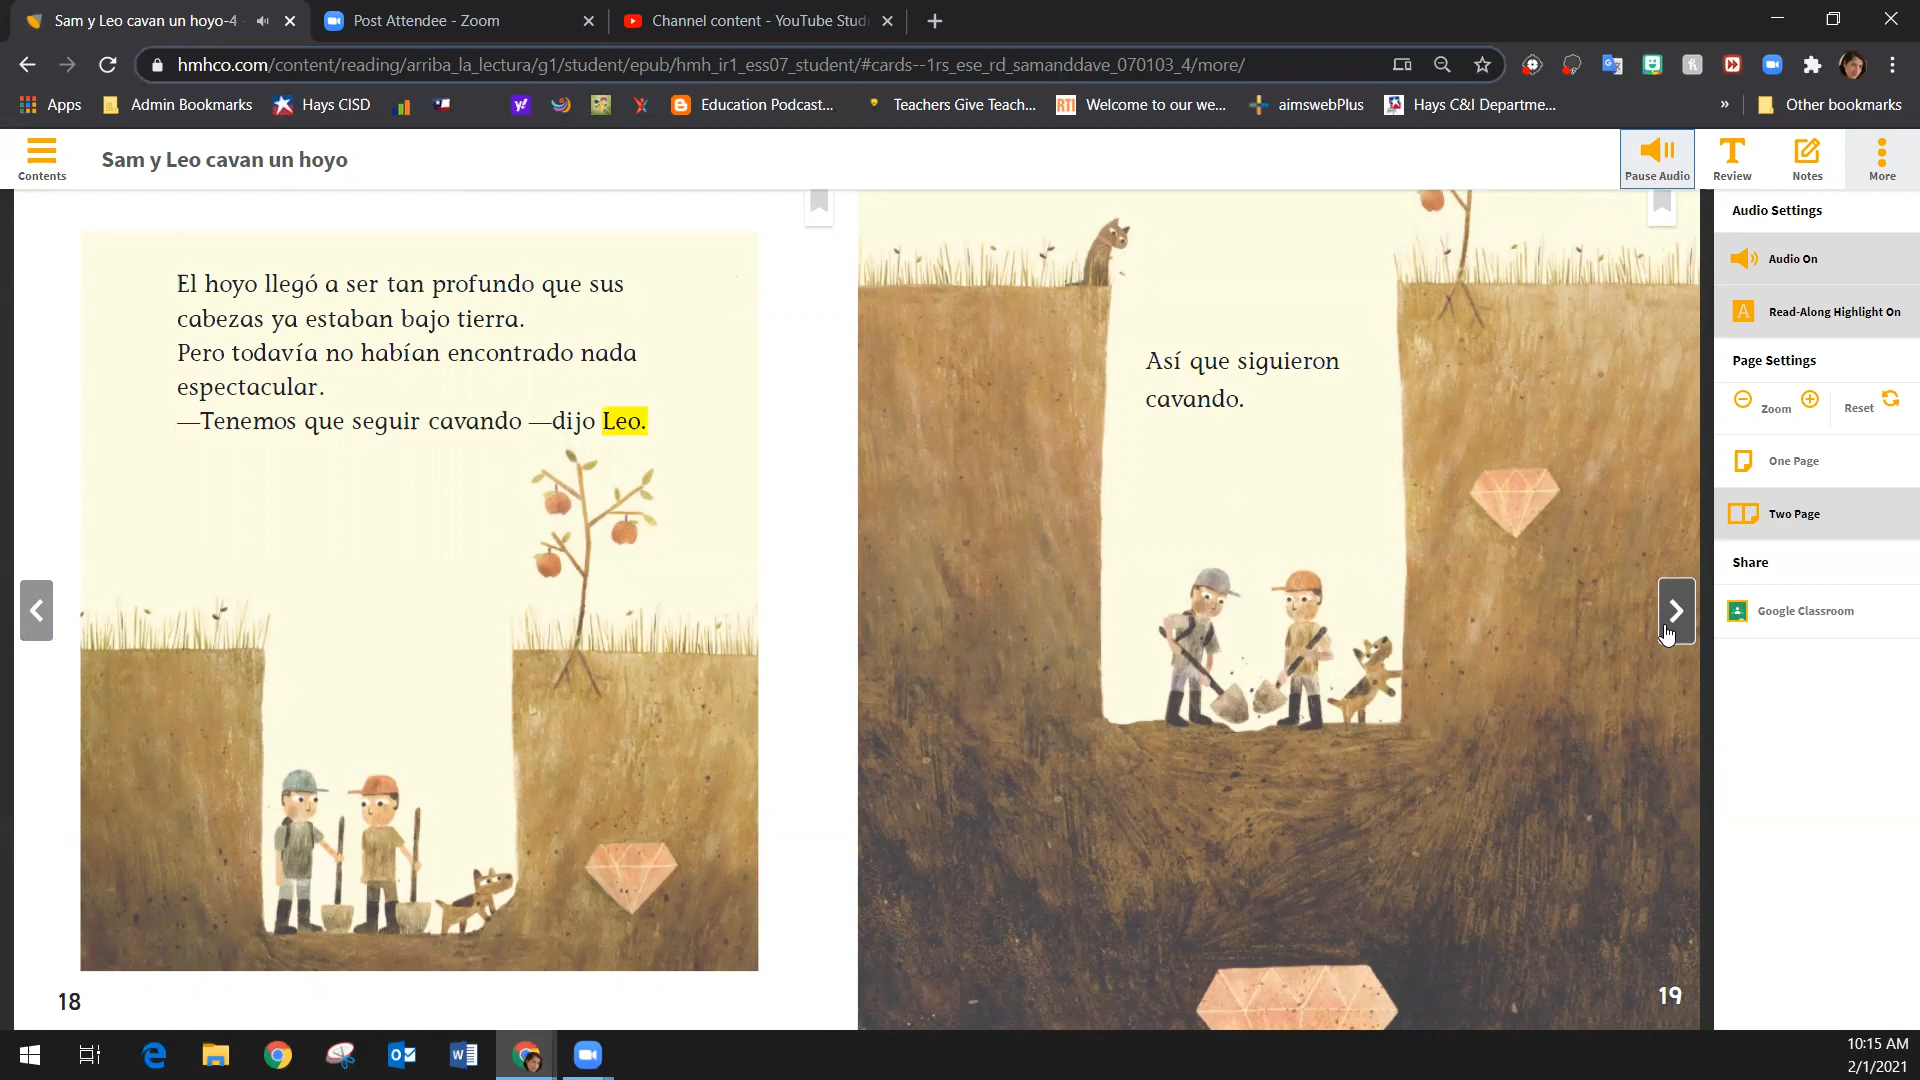 Sam y Leo cavan un hoyo-4
Post Attendee - Zoom
Channel content - YouTube Stud
hmhco.com/content/reading/arriba_la_lectura/g1/student/epub/hmh_ir1_ess07_student/#cards--1rs_ese_rd_samanddave_070103_4/more/
Apps
Admin Bookmarks
Hays CISD
Education Podcast...
Teachers Give Teach...
RTI
Welcome to our we...
aimswebPlus
Hays C&I Departme...
»
Other bookmarks
Contents
Sam y Leo cavan un hoyo
Pause Audio
Review
Notes
More
El hoyo llegó a ser tan profundo que sus
cabezas ya estaban bajo tierra.
Pero todavía no habían encontrado nada
espectacular.
—Tenemos que seguir cavando —dijo Leo.
18
Así que siguieron
cavando.
19
Audio Settings
Audio On
A Read-Along Highlight On
Page Settings
Zoom
Reset
One Page
Two Page
Share
Google Classroom
10:15 AM
2/1/2021